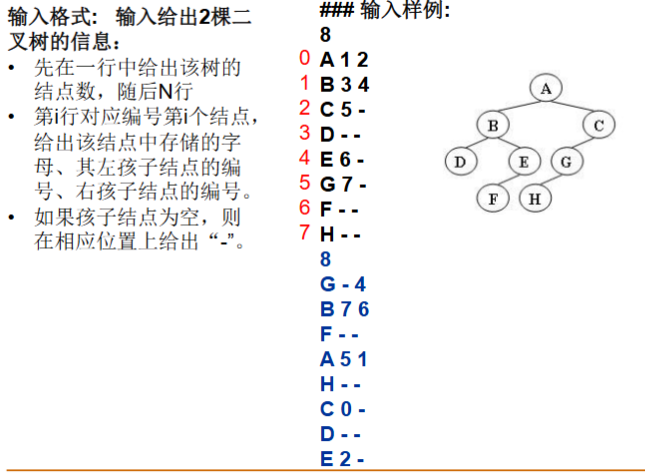 输入格式: 输入给出2棵二
叉树的信息：
• 先在一行中给出该树的
结点数，随后N行
• 第i行对应编号第i个结点，
给出该结点中存储的字
母、其左孩子结点的编
号、右孩子结点的编号。
• 如果孩子结点为空，则
在相应位置上给出“-”。
### 输入样例:
8
0 A 1 2
1 B 3 4
2 C 5 -
3 D - -
4 E 6 -
5 G 7 -
6 F - -
7 H - -
8
G - 4
B 7 6
F - -
A 5 1
H - -
C 0 -
D - -
E 2 -
A
B C
D E G
F H